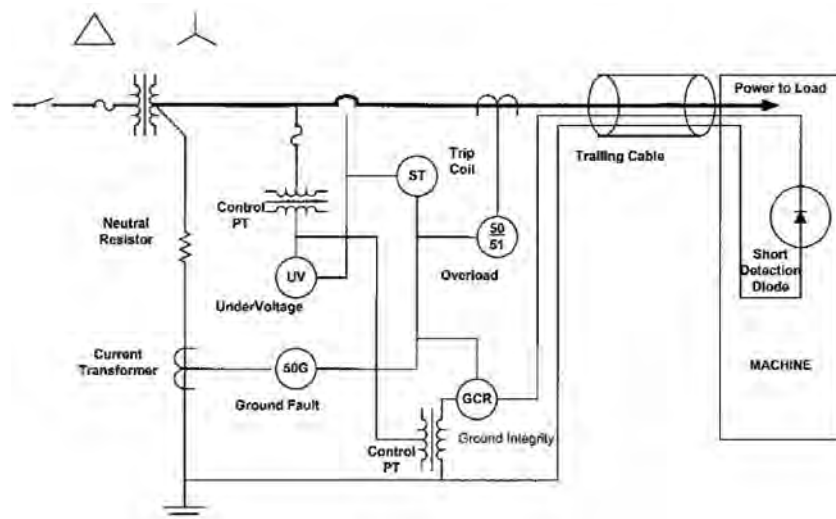 Power to Load
Trailing Cable
ST
Trip
Coil
Control
PT
Neutral
Resistor
50
51
UV
Overload
UnderVoltage
Short
Detection
Diode
Current
Transformer
50G
Ground Fault
GCR
MACHINE
Ground Integrity
Control
PT